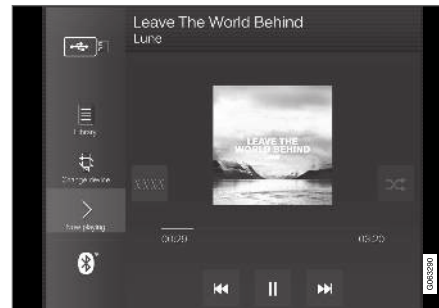 Leave The World Behind
Lune
Library
Change device
Now playing
LEAVE THE
WORLD BEHIND
XXXX
00:29
03:20
G063290